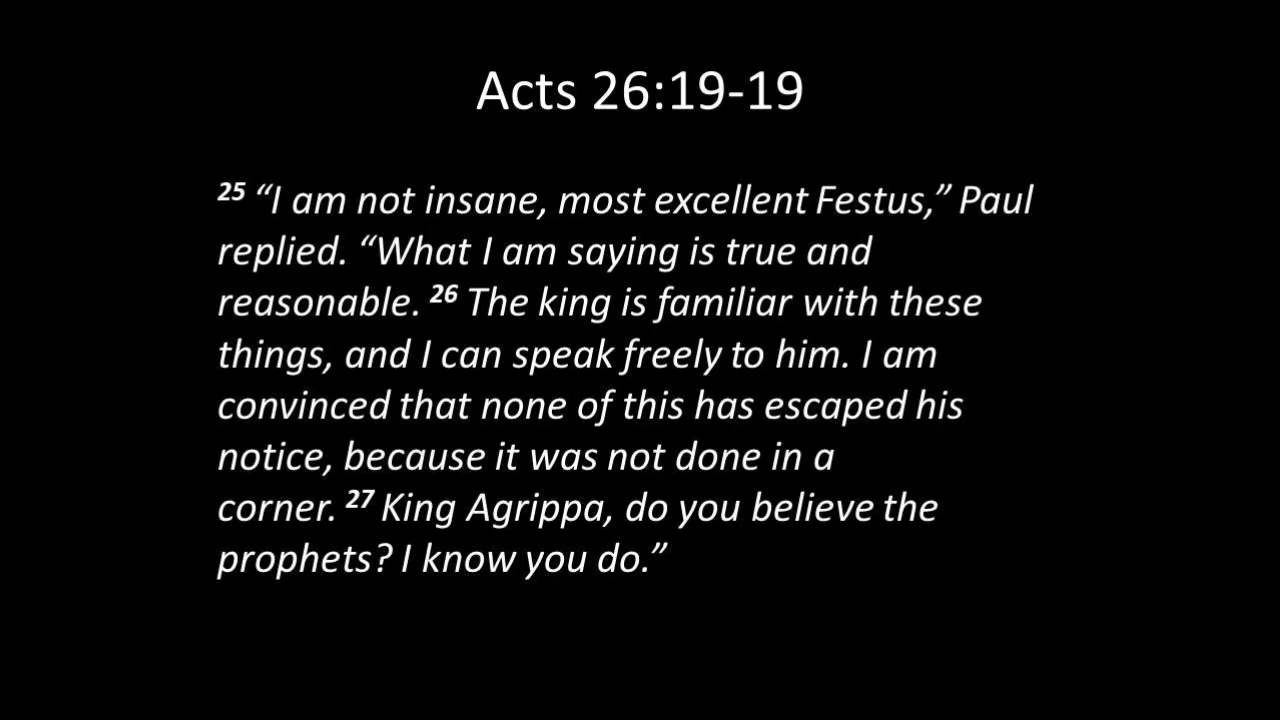 Acts 26:19-19
25 “I am not insane, most excellent Festus,” Paul
replied. “What I am saying is true and
reasonable. 26 The king is familiar with these
things, and I can speak freely to him. I am
convinced that none of this has escaped his
notice, because it was not done in a
corner. 27 King Agrippa, do you believe the
prophets? I know you do.”